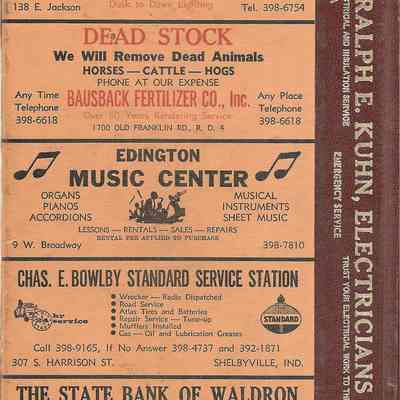 138 E. Jackson
Dusk to Dawn Lighting
Tel. 398-6754
DEAD STOCK
We Will Remove Dead Animals
HORSES — CATTLE — HOGS
PHONE AT OUR EXPENSE
Any Time
Telephone
398-6618
BAUSBACK FERTILIZER CO., Inc.
Any Place
Telephone
398-6618
Over 60 Years Rendering Service
1700 OLD FRANKLIN RD., R. D. 4
EDINGTON
MUSIC CENTER
ORGANS
PIANOS
ACCORDIONS
MUSICAL
INSTRUMENTS
SHEET MUSIC
LESSONS — RENTALS — SALES — REPAIRS
RENTAL FEE APPLIED TO PURCHASE
9 W. Broadway
398-7810
CHAS. E. BOWLBY STANDARD SERVICE STATION
hr
service
• Wrecker — Radio Dispatched
• Road Service
• Atlas Tires and Batteries
• Repair Service — Tune-up
• Mufflers Installed
• Gas — Oil and Lubrication Greases
STANDARD
Call 398-9165, If No Answer 398-4737 and 392-1871
307 S. HARRISON ST.
SHELBYVILLE, IND.
THE STATE BANK OF WALDRON
RALPH E. KUHN, ELECTRICIANS
AND INSULATION SERVICE
EMERGENCY SERVICE
TRUST YOUR ELECTRICAL WORK TO THE